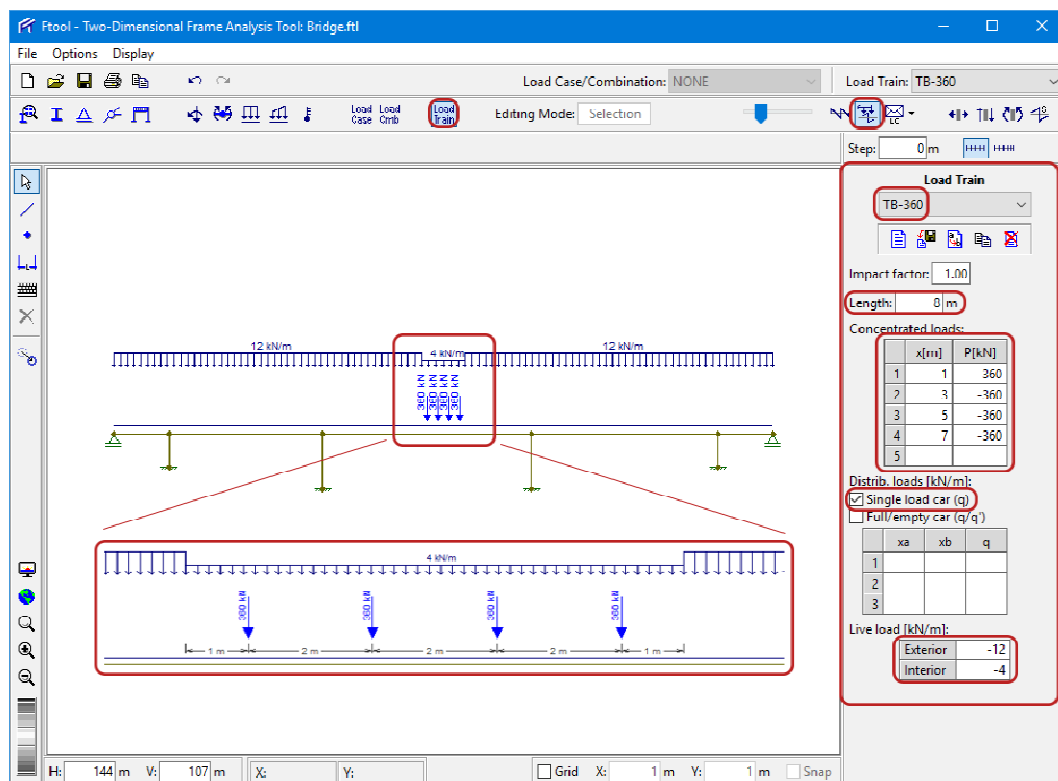 Ftool - Two-Dimensional Frame Analysis Tool: Bridge.ftl
File Options Display
Load Case/Combination: NONE Load Train: TB-360
Load Case Load Cmb Load Train Editing Mode: Selection LC
Step: 0 m
Load Train
TB-360
Impact factor: 1.00
Length: 8 m
Concentrated loads:
x[m] P[kN]
1 1 360
2 3 -360
3 5 -360
4 7 -360
5
Distrib. loads [kN/m]:
Single load car (q)
Full/empty car (q/q')
xa xb q
1
2
3
Live load [kN/m]:
Exterior -12
Interior -4
12 kN/m 4 kN/m 12 kN/m
360 kN 360 kN 360 kN 360 kN
4 kN/m
360 kN 360 kN 360 kN 360 kN
1 m 2 m 2 m 2 m 1 m
H: 144 m V: 107 m X: Y: Grid X: 1 m Y: 1 m Snap